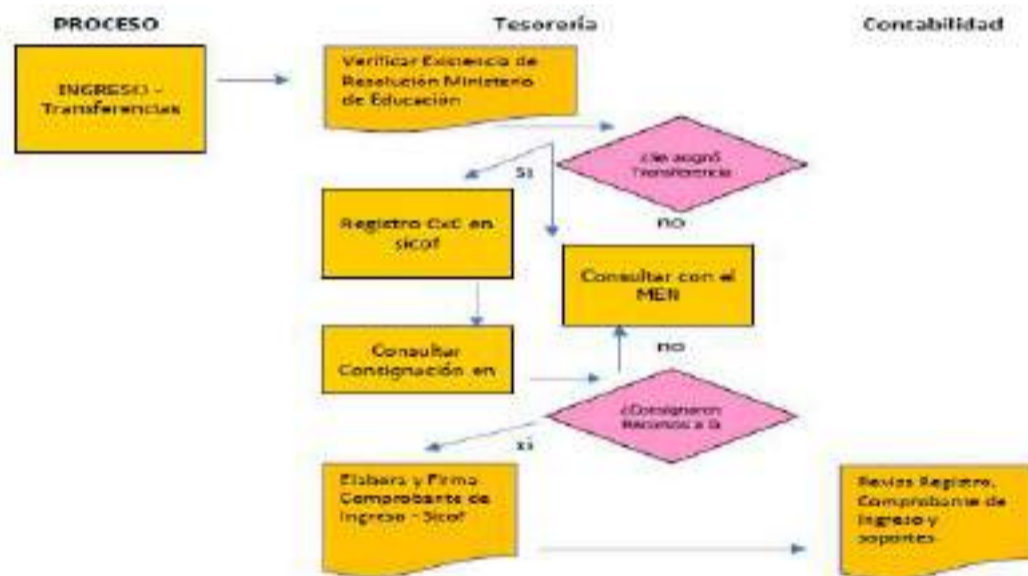 PROCESO
Tesorería
Contabilidad
INGRESO -
Transferencias
Verificar Existencia de
Resolución Ministerio
de Educación
¿Se asignó
Transferencia
Si
no
Registro CxC en
sicof
Consultar con el
MEN
Consultar
Consignación en
no
¿Consignaron
Recursos a la
si
Elabora y Firma
Comprobante de
Ingreso - Sicof
Revisa Registro,
Comprobante de
Ingreso y
soportes